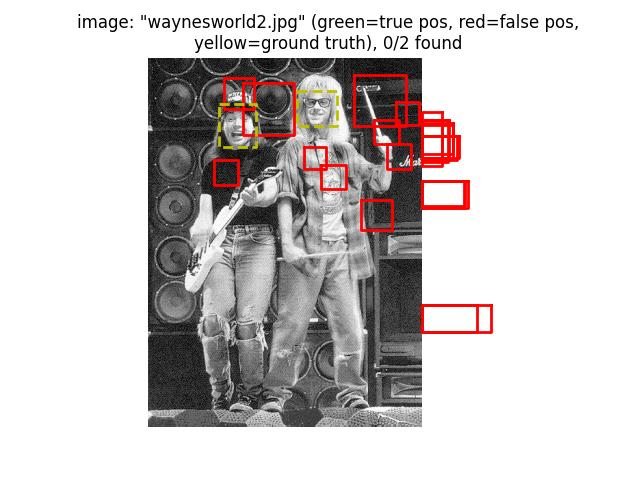 image: "waynesworld2.jpg" (green=true pos, red=false pos,
yellow=ground truth), 0/2 found